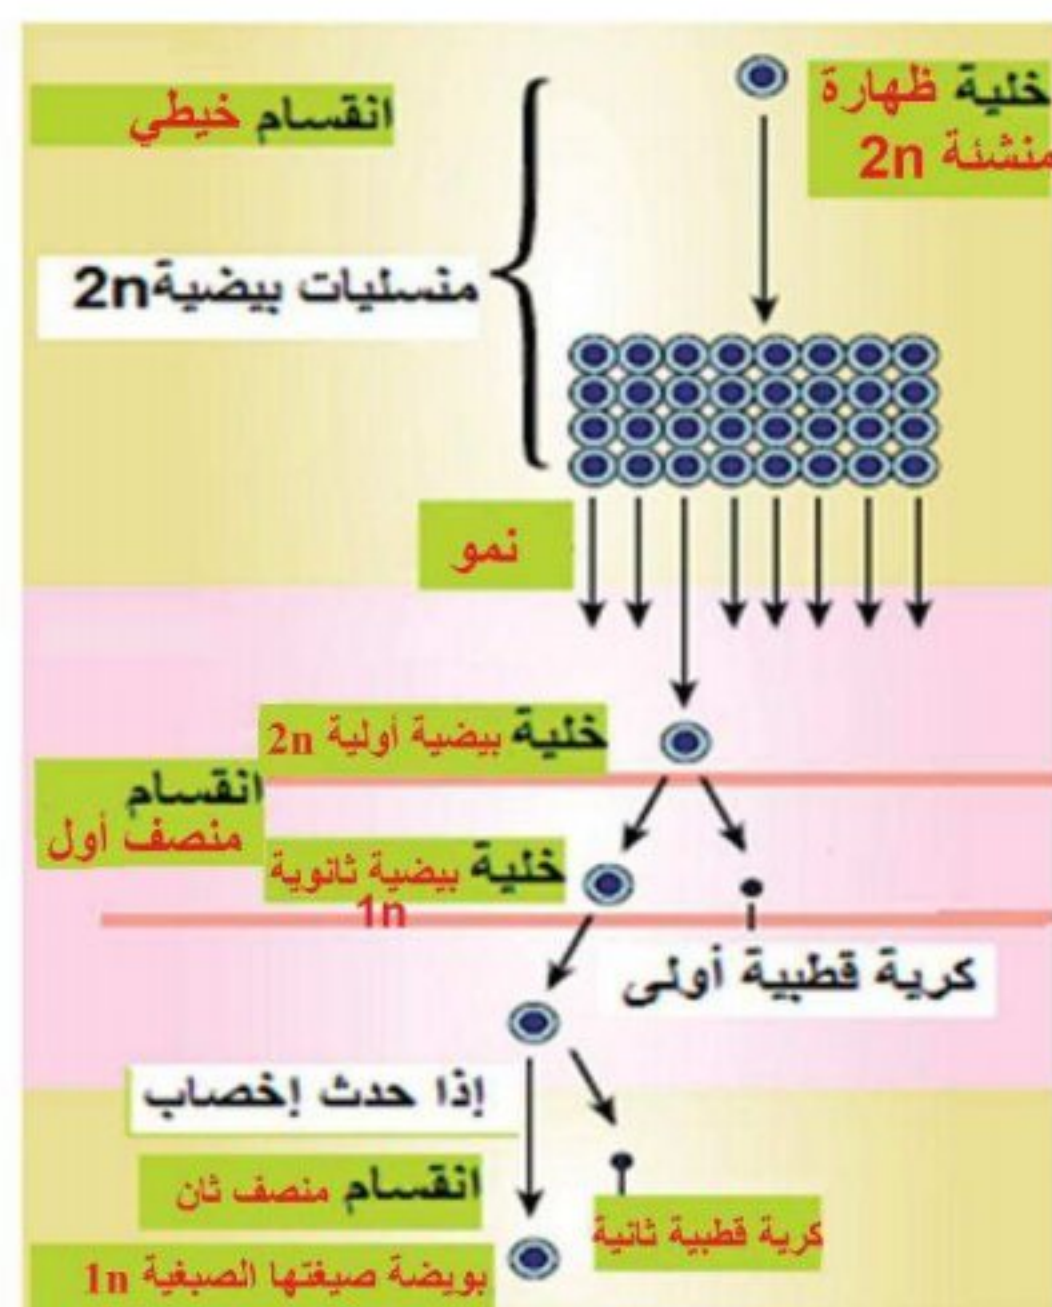 خلية ظهارة
منشئة 2n
انقسام خيطي
منسليات بيضية 2n
نمو
خلية بيضية أولية 2n
انقسام
منصف أول
خلية بيضية ثانوية
1n
كرية قطبية أولى
إذا حدث إخصاب
انقسام منصف ثان
كرية قطبية ثانية
بويضة صيغتها الصبغية 1n